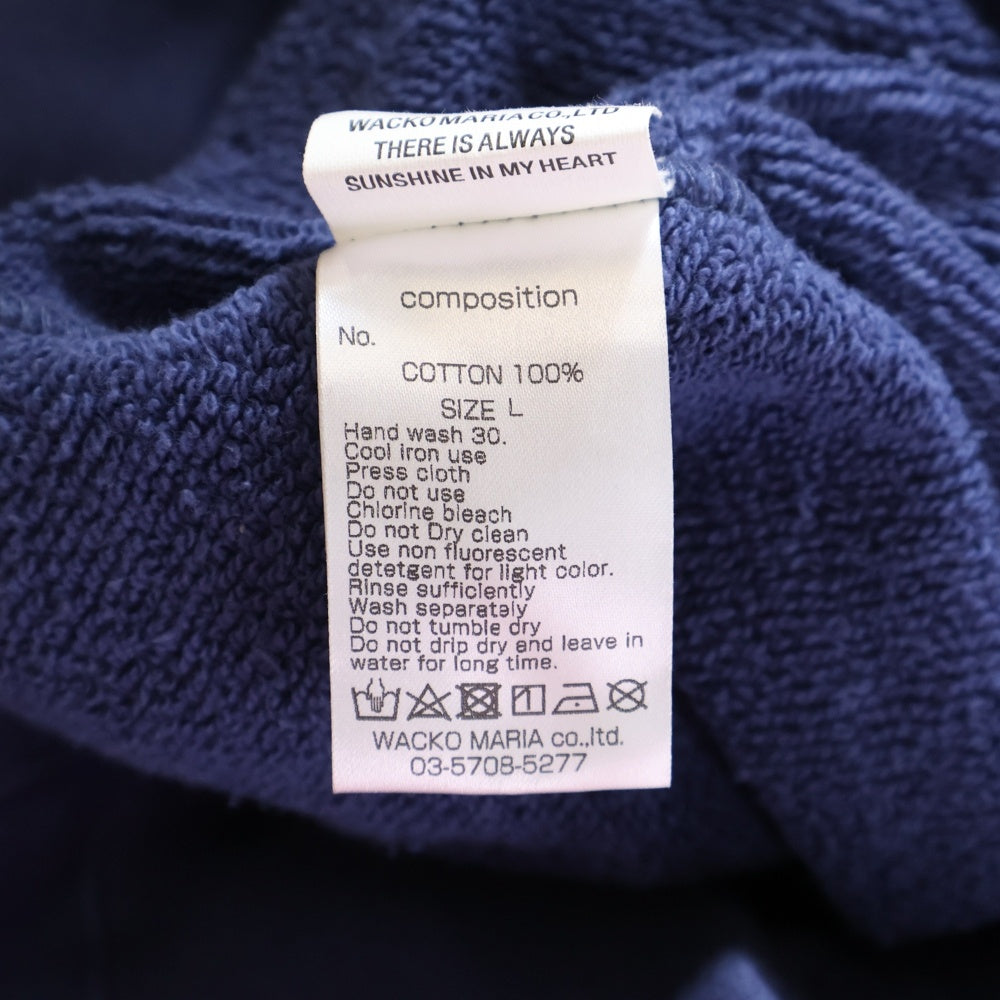 WACKO MARIA CO.,LTD
THERE IS ALWAYS
SUNSHINE IN MY HEART
composition
No.
COTTON 100%
SIZE L
Hand wash 30.
Cool iron use
Press cloth
Do not use
Chlorine bleach
Do not Dry clean
Use non fluorescent
detetgent for light color.
Rinse sufficiently
Wash separately
Do not tumble dry
Do not drip dry and leave in
water for long time.
WACKO MARIA co.,ltd.
03-5708-5277